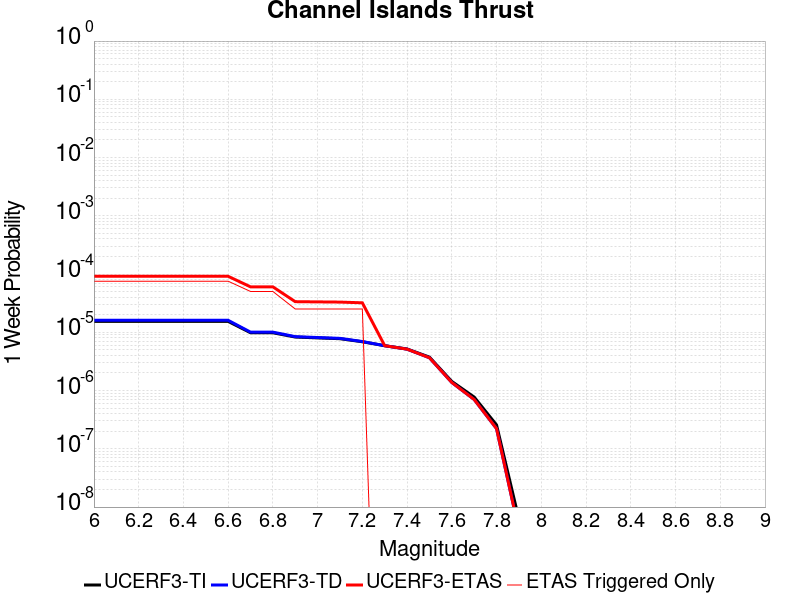 Channel Islands Thrust
1 Week Probability
10^0
10^-1
10^-2
10^-3
10^-4
10^-5
10^-6
10^-7
10^-8
6 6.2 6.4 6.6 6.8 7 7.2 7.4 7.6 7.8 8 8.2 8.4 8.6 8.8 9
Magnitude
UCERF3-TI UCERF3-TD UCERF3-ETAS ETAS Triggered Only